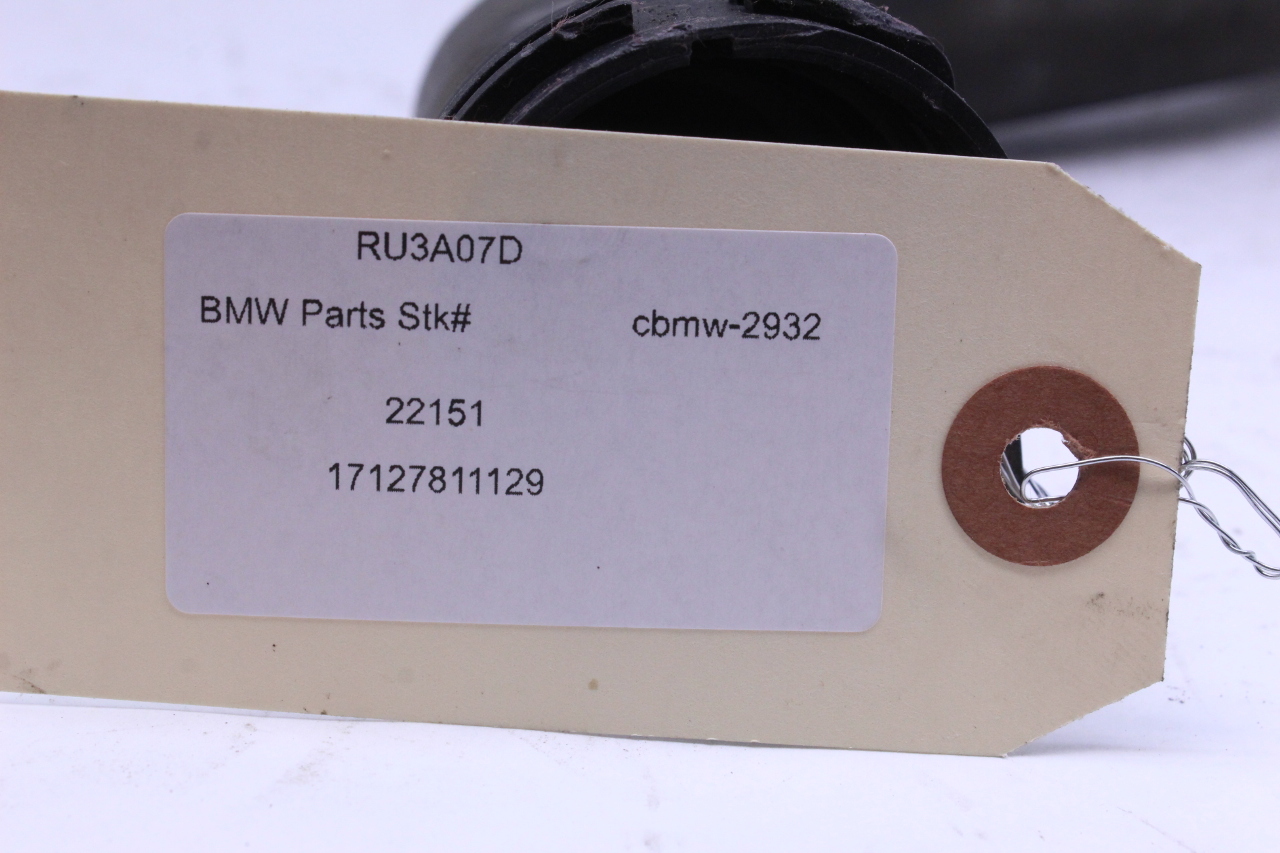 RU3A07D
BMW Parts Stk# cbmw-2932
22151
17127811129